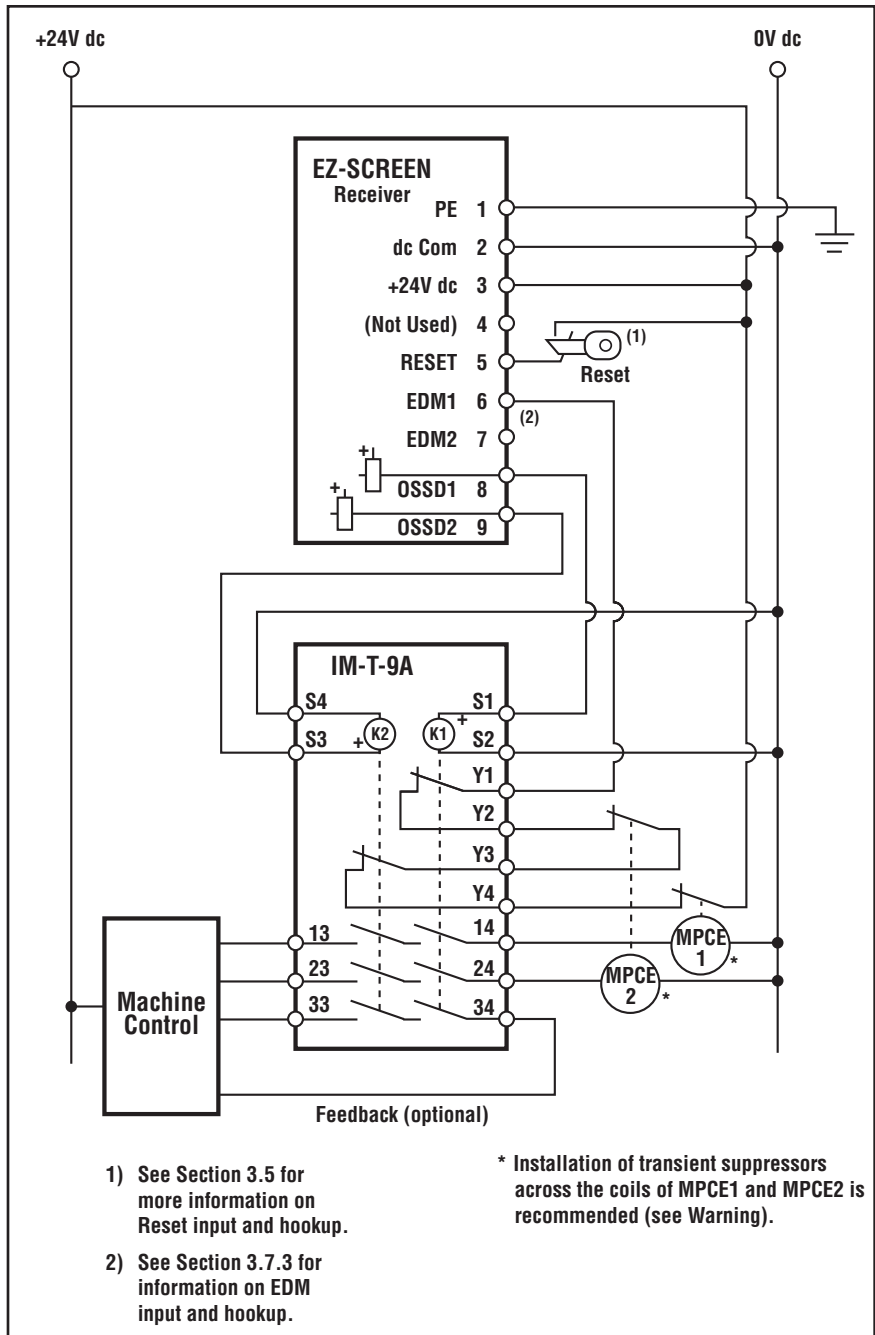 +24V dc
0V dc
EZ-SCREEN
Receiver
PE 1
dc Com 2
+24V dc 3
(Not Used) 4
(1)
RESET 5
Reset
EDM1 6
(2)
EDM2 7
+
OSSD1 8
+
OSSD2 9
IM-T-9A
S4
S1
K2
K1
+
S3
+
S2
Y1
Y2
Y3
Y4
13
14
MPCE
1
*
23
24
MPCE
2
*
33
34
Machine
Control
Feedback (optional)
1) See Section 3.5 for
more information on
Reset input and hookup.
2) See Section 3.7.3 for
information on EDM
input and hookup.
* Installation of transient suppressors
across the coils of MPCE1 and MPCE2 is
recommended (see Warning).